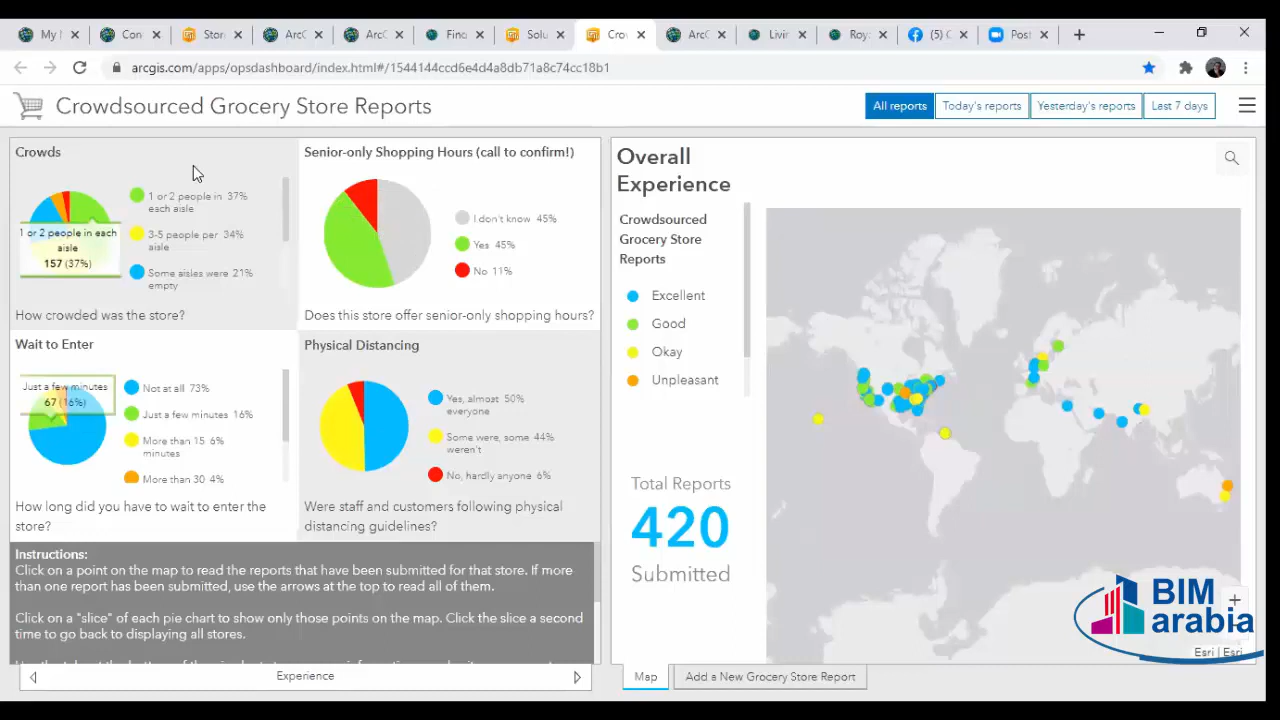 My I
Con
Stor
ArcC
ArcC
Finc
Solu
Cro
ArcC
Livin
Roy
(5) C
Posi
arcgis.com/apps/opsdashboard/index.html#/1544144ccd6e4d4a8db71a8c74cc18b1
Crowdsourced Grocery Store Reports
All reports
Today's reports
Yesterday's reports
Last 7 days
Crowds
1 or 2 people in each aisle
157 (37%)
1 or 2 people in 37%
each aisle
3-5 people per 34%
aisle
Some aisles were 21%
empty
How crowded was the store?
Senior-only Shopping Hours (call to confirm!)
I don't know 45%
Yes 45%
No 11%
Does this store offer senior-only shopping hours?
Wait to Enter
Just a few minutes
67 (16%)
Not at all 73%
Just a few minutes 16%
More than 15 6%
minutes
More than 30 4%
How long did you have to wait to enter the
store?
Physical Distancing
Yes, almost 50%
everyone
Some were, some 44%
weren't
No, hardly anyone 6%
Were staff and customers following physical
distancing guidelines?
Instructions:
Click on a point on the map to read the reports that have been submitted for that store. If more
than one report has been submitted, use the arrows at the top to read all of them.
Click on a "slice" of each pie chart to show only those points on the map. Click the slice a second
time to go back to displaying all stores.
Experience
Overall
Experience
Crowdsourced
Grocery Store
Reports
Excellent
Good
Okay
Unpleasant
Total Reports
420
Submitted
BIM
arabia
Esri | Esri
Map
Add a New Grocery Store Report